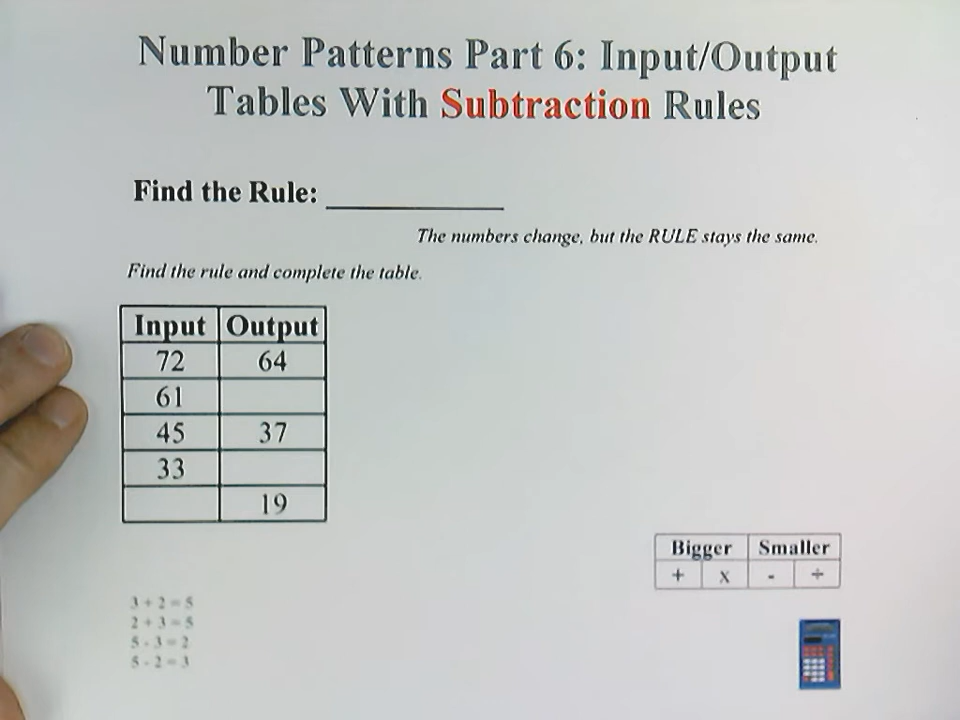 Number Patterns Part 6: Input/Output
Tables With Subtraction Rules
Find the Rule: ____________
The numbers change, but the RULE stays the same.
Find the rule and complete the table.
Input Output
72 64
61
45 37
33
19
Bigger Smaller
+ x - ÷
3 + 2 = 5
2 + 3 = 5
5 - 3 = 2
5 - 2 = 3